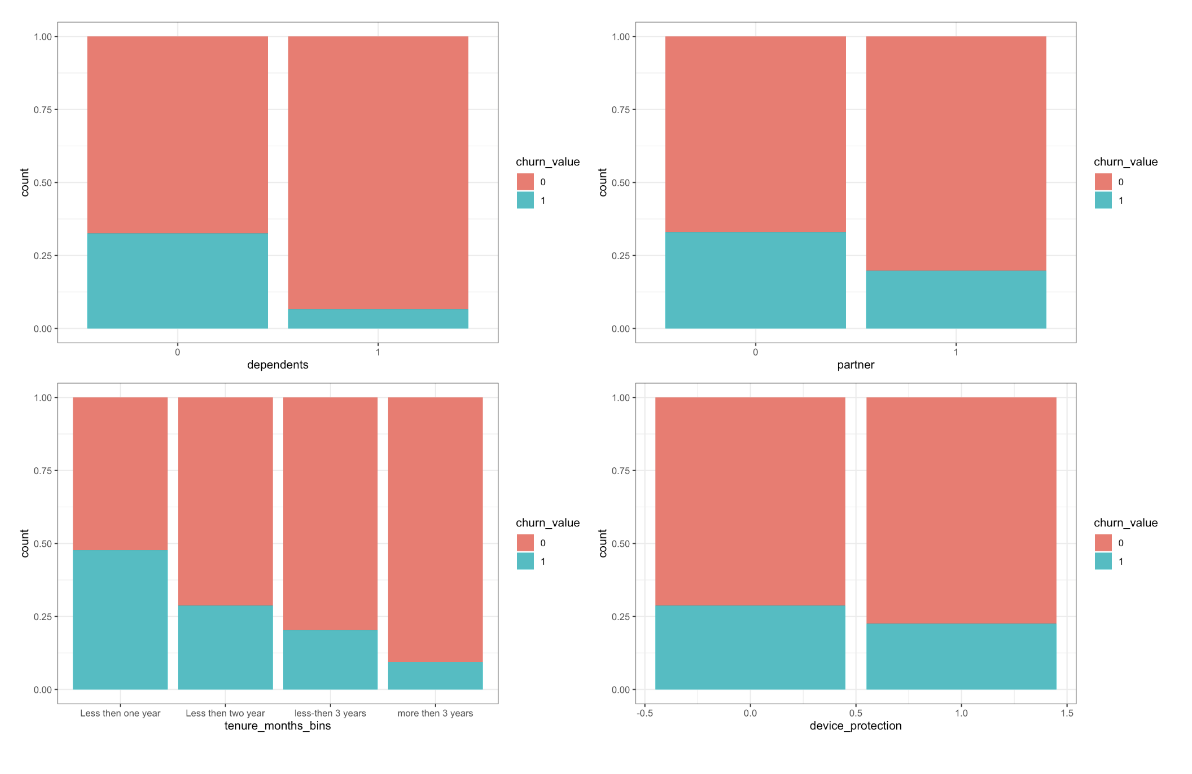 1.00
0.75
0.50
0.25
0.00
count
0 1
dependents
churn_value
0
1
1.00
0.75
0.50
0.25
0.00
count
0 1
partner
churn_value
0
1
1.00
0.75
0.50
0.25
0.00
count
Less then one year Less then two year less-then 3 years more then 3 years
tenure_months_bins
churn_value
0
1
1.00
0.75
0.50
0.25
0.00
count
-0.5 0.0 0.5 1.0 1.5
device_protection
churn_value
0
1